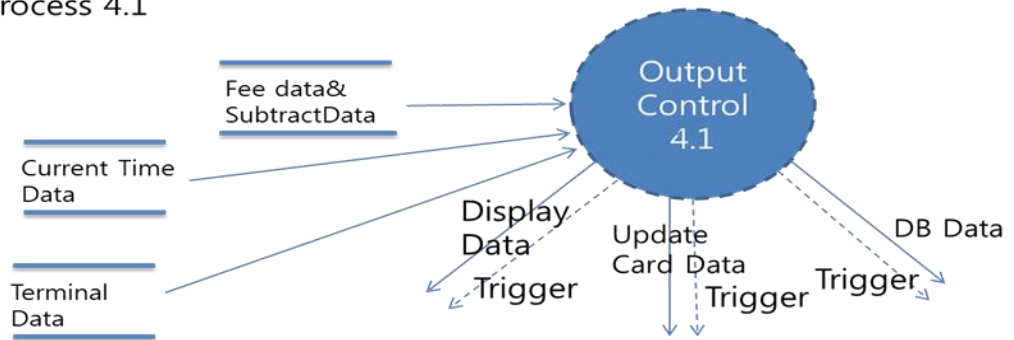 rocess 4.1
Output
Control
4.1
Fee data&
SubtractData
Current Time
Data
Terminal
Data
Display
Data
Trigger
Update
Card Data
Trigger
Trigger
DB Data